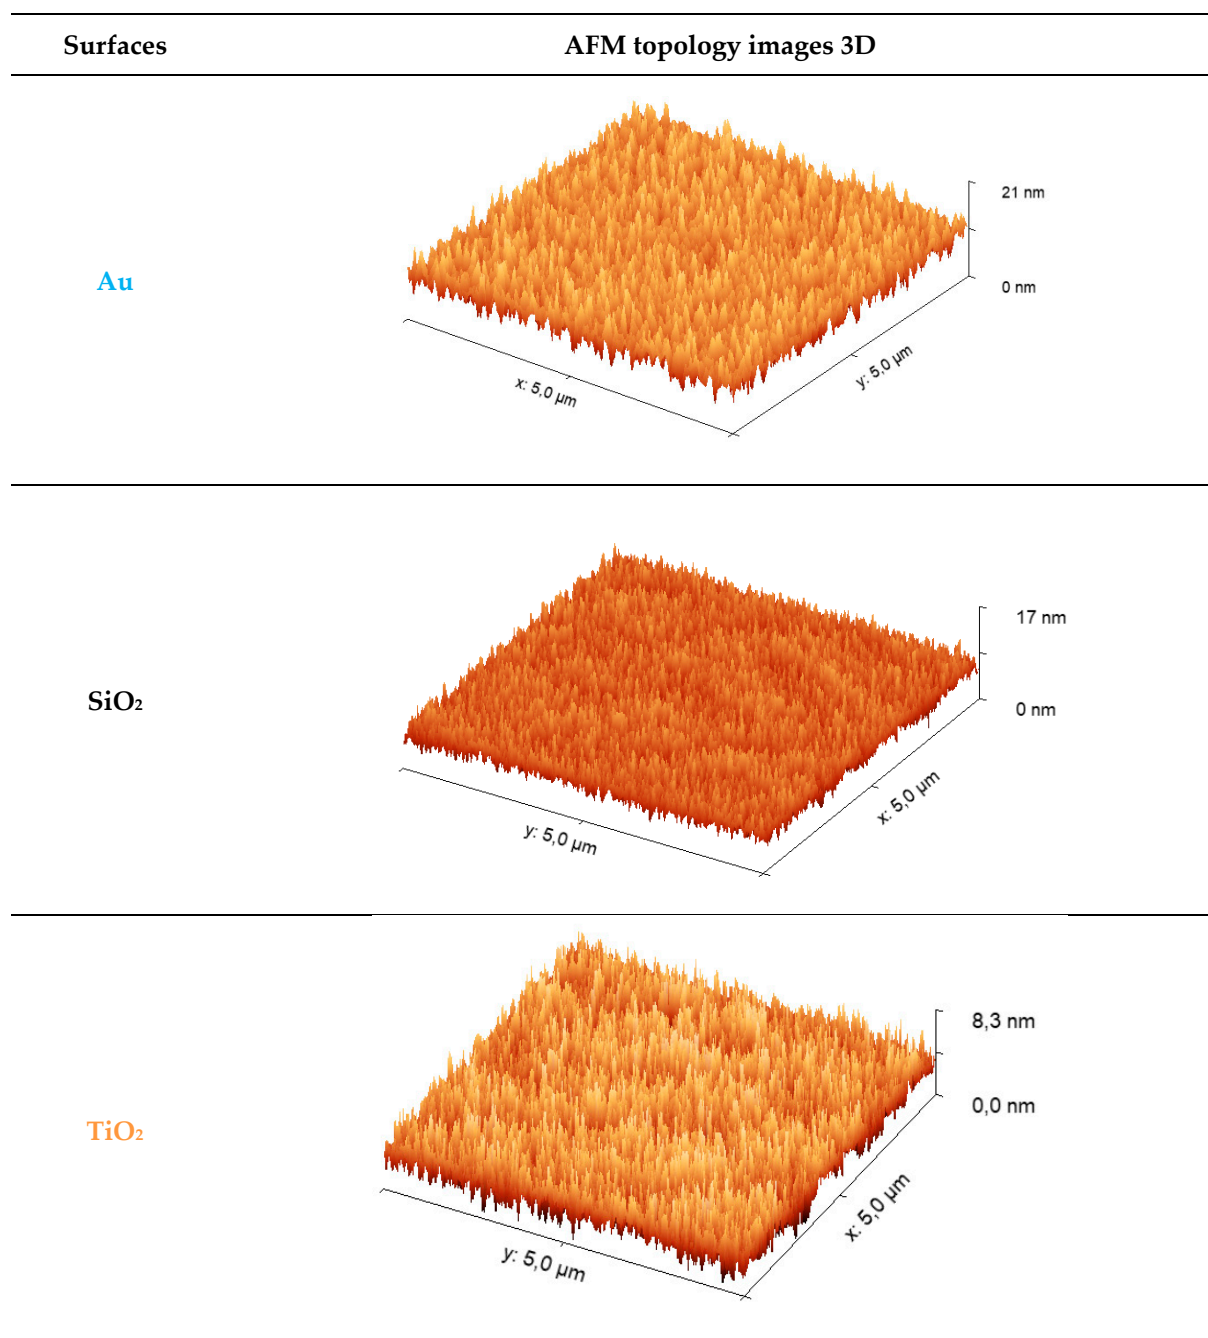 Surfaces AFM topology images 3D
Au
21 nm
0 nm
x: 5,0 µm
y: 5,0 µm
SiO₂
17 nm
0 nm
y: 5,0 µm
x: 5,0 µm
TiO₂
8,3 nm
0,0 nm
y: 5,0 µm
x: 5,0 µm